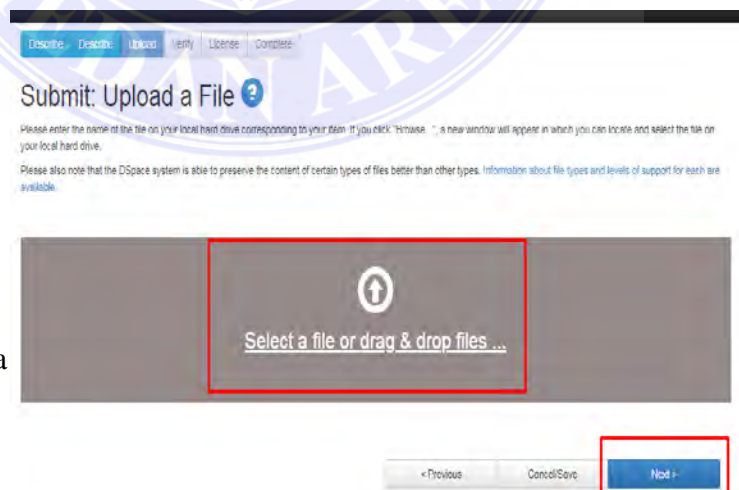 Describe Describe Upload Verify License Complete
Submit: Upload a File ?
Please enter the name of the file on your local hard drive corresponding to your item. If you click "Browse...", a new window will appear in which you can locate and select the file on
your local hard drive.
Please also note that the DSpace system is able to preserve the content of certain types of files better than other types. Information about file types and levels of support for each are
available.
Select a file or drag & drop files ...
a
< Previous Cancel/Save Next >